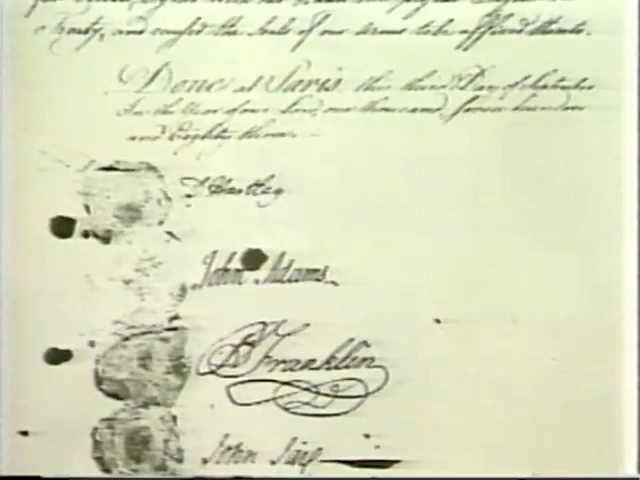 Treaty, and caused the Seals of our Arms to be affix'd thereto.
Done at Paris, this third Day of September
In the Year of our Lord, one thousand, seven hundred
and Eighty three.
D Hartley
John Adams.
B Franklin
John Jay